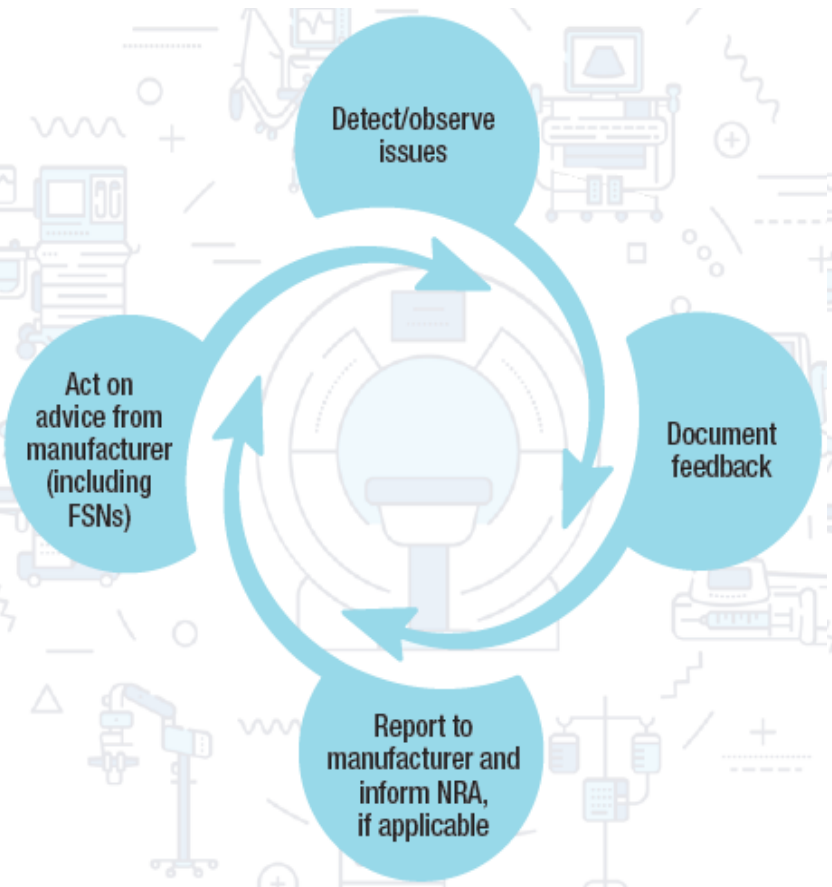 Detect/observe
issues
Document
feedback
Report to
manufacturer and
inform NRA,
if applicable
Act on
advice from
manufacturer
(including
FSNs)